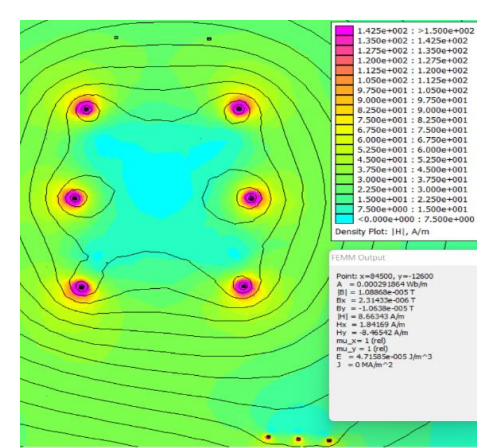 1.425e+002 : >1.500e+002
1.350e+002 : 1.425e+002
1.275e+002 : 1.350e+002
1.200e+002 : 1.275e+002
1.125e+002 : 1.200e+002
1.050e+002 : 1.125e+002
9.750e+001 : 1.050e+002
9.000e+001 : 9.750e+001
8.250e+001 : 9.000e+001
7.500e+001 : 8.250e+001
6.750e+001 : 7.500e+001
6.000e+001 : 6.750e+001
5.250e+001 : 6.000e+001
4.500e+001 : 5.250e+001
3.750e+001 : 4.500e+001
3.000e+001 : 3.750e+001
2.250e+001 : 3.000e+001
1.500e+001 : 2.250e+001
7.500e+000 : 1.500e+001
<0.000e+000 : 7.500e+000
Density Plot: |H|, A/m
FEMM Output
Point: x=84500, y=-12600
A = 0.000291864 Wb/m
|B| = 1.08868e-005 T
Bx = 2.31433e-006 T
By = -1.0638e-005 T
|H| = 8.66343 A/m
Hx = 1.84169 A/m
Hy = -8.46542 A/m
mu_x= 1 (rel)
mu_y = 1 (rel)
E = 4.71585e-005 J/m^3
J = 0 MA/m^2